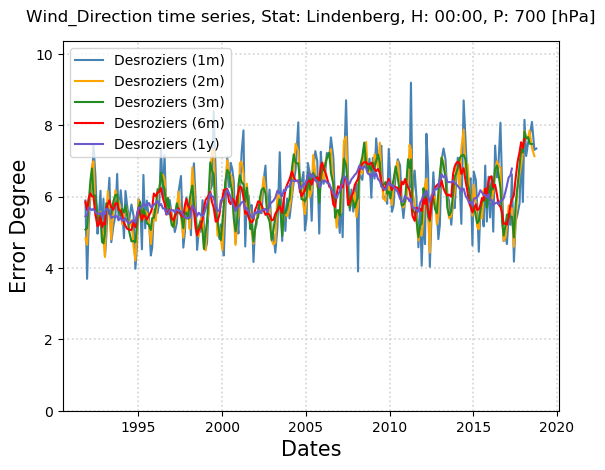 Wind_Direction time series, Stat: Lindenberg, H: 00:00, P: 700 [hPa]
10
8
6
4
2
0
Error Degree
Desroziers (1m)
Desroziers (2m)
Desroziers (3m)
Desroziers (6m)
Desroziers (1y)
1995
2000
2005
2010
2015
2020
Dates